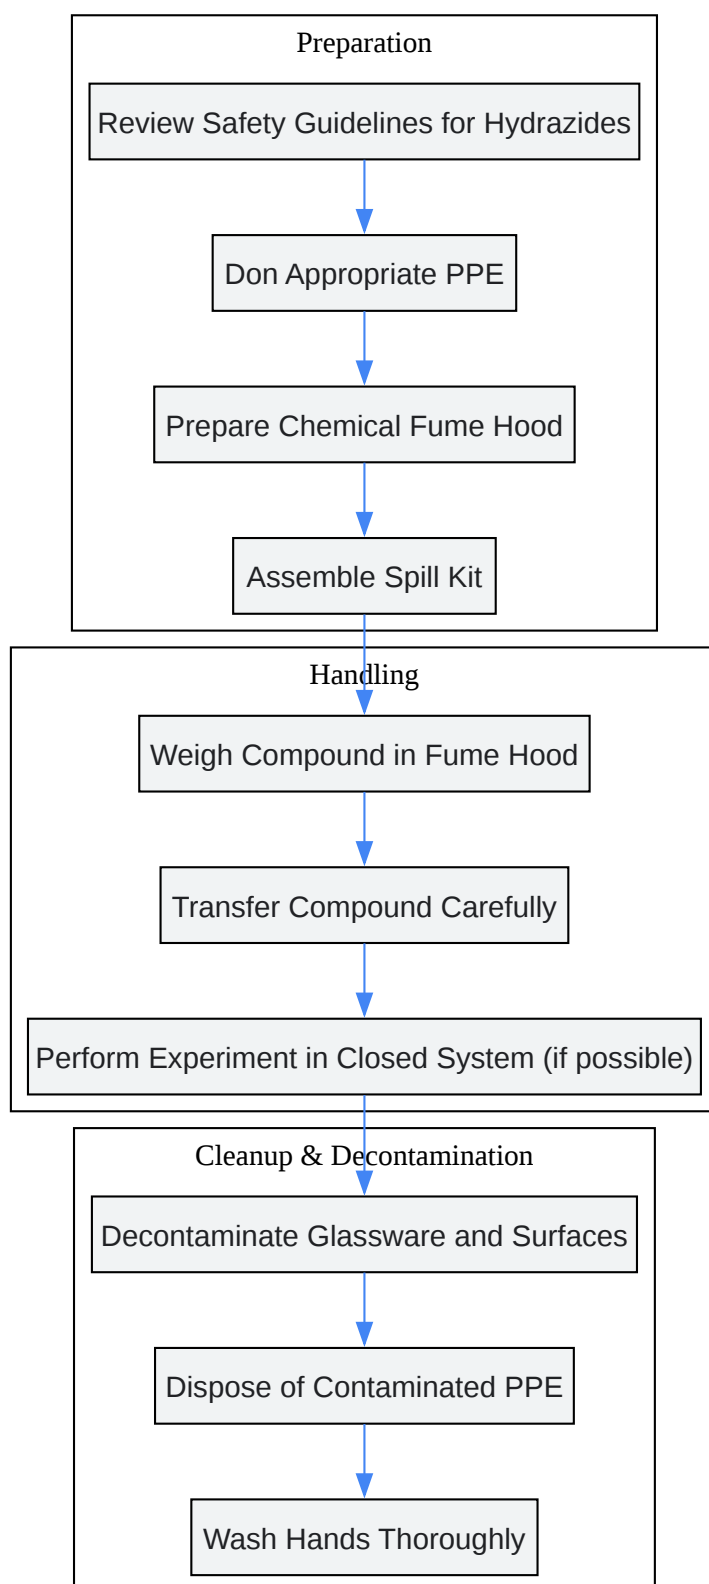 Preparation
Review Safety Guidelines for Hydrazides
Don Appropriate PPE
Prepare Chemical Fume Hood
Assemble Spill Kit
Handling
Weigh Compound in Fume Hood
Transfer Compound Carefully
Perform Experiment in Closed System (if possible)
Cleanup & Decontamination
Decontaminate Glassware and Surfaces
Dispose of Contaminated PPE
Wash Hands Thoroughly